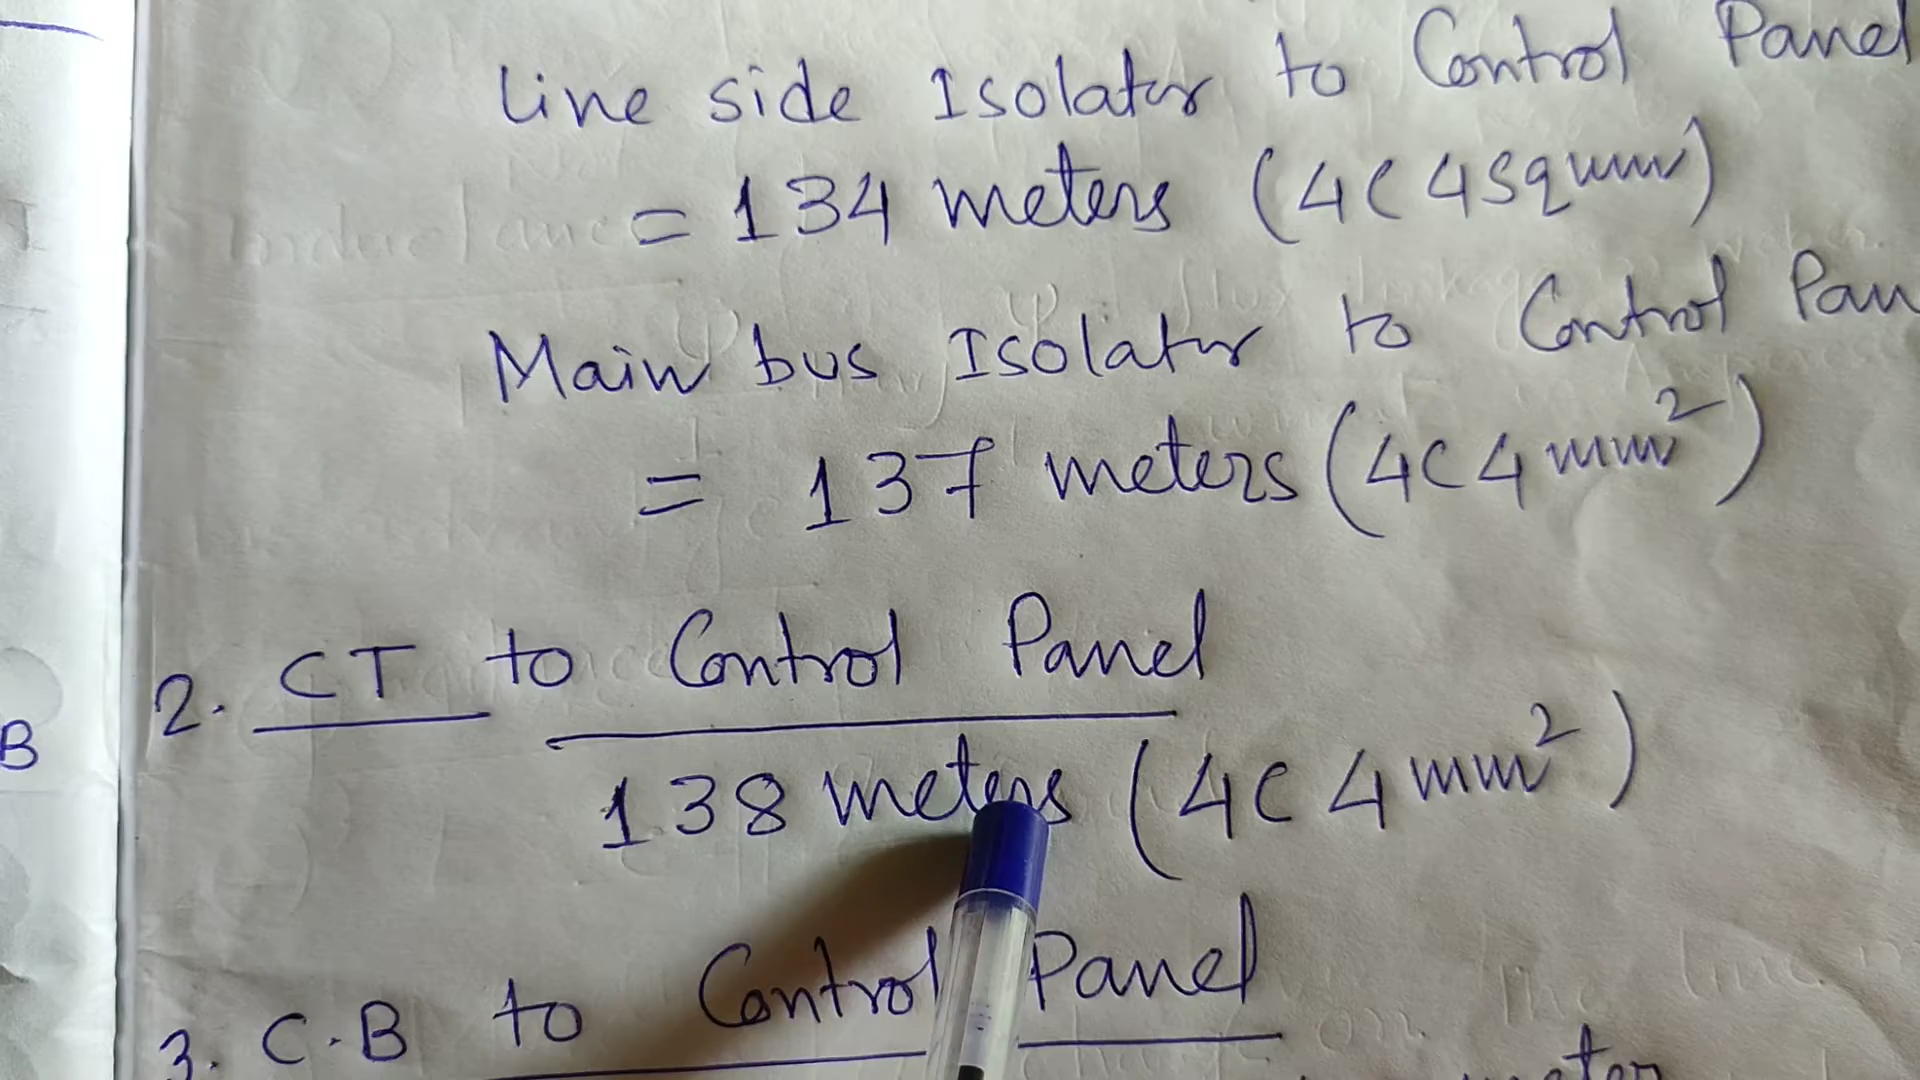 Line side Isolator to Control Panel
= 134 meters (4C 4Sqmm)
Main bus Isolator to Control Pan
= 137 meters (4C 4mm²)
2. CT to Control Panel
138 meters (4C 4mm²)
B
3. C.B to Control Panel
meter